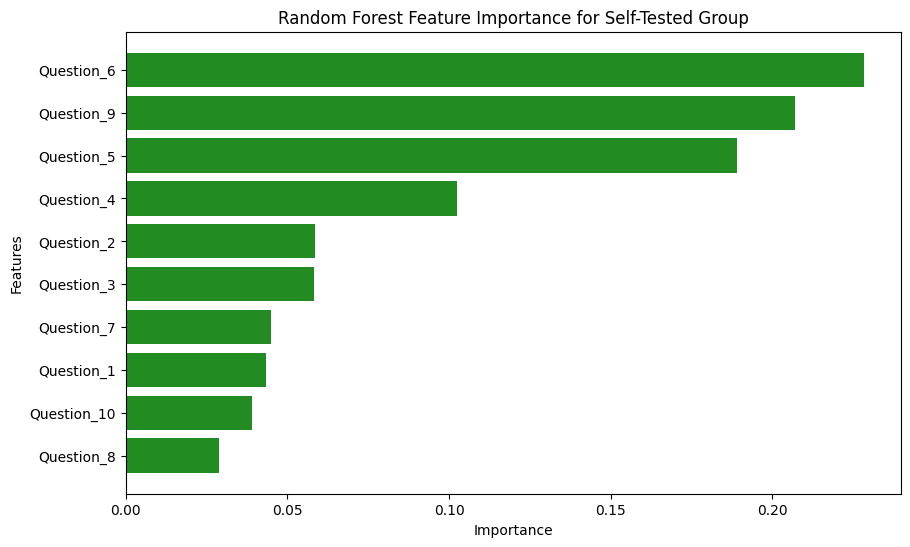 Random Forest Feature Importance for Self-Tested Group
Features
Question_6
Question_9
Question_5
Question_4
Question_2
Question_3
Question_7
Question_1
Question_10
Question_8
0.00 0.05 0.10 0.15 0.20
Importance